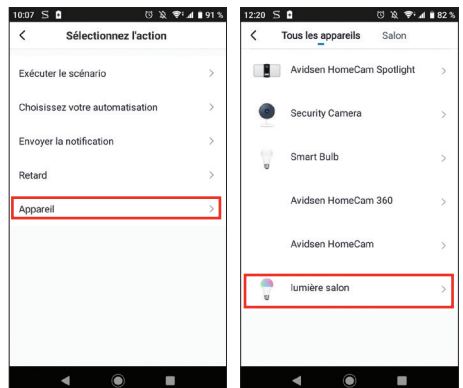 10:07
91 %
Sélectionnez l'action
Exécuter le scénario
Choisissez votre automatisation
Envoyer la notification
Retard
Appareil
12:20
82 %
Tous les appareils Salon
Avidsen HomeCam Spotlight
Security Camera
Smart Bulb
Avidsen HomeCam 360
Avidsen HomeCam
lumière salon